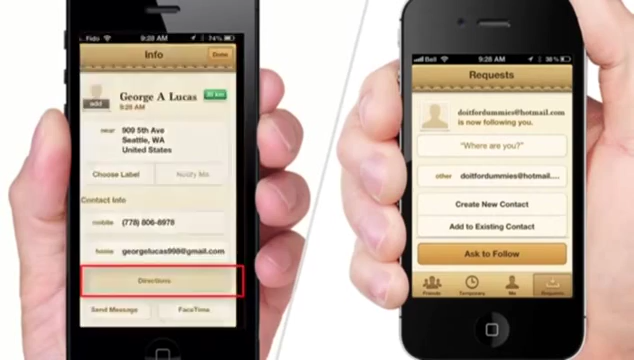 Fido 9:28 AM 74%
Info
Done
add
George A Lucas
30 km
9:28 AM
near 909 5th Ave
Seattle, WA
United States
Choose Label
Notify Me
Contact Info
mobile (778) 806-8978
home georgelucas998@gmail.com
Directions
Send Message
FaceTime
Bell 9:28 AM 38%
Requests
doitfordummies@hotmail.com
is now following you.
"Where are you?"
other doitfordummies@hotmail....
Create New Contact
Add to Existing Contact
Ask to Follow
Friends
Temporary
Me
Requests